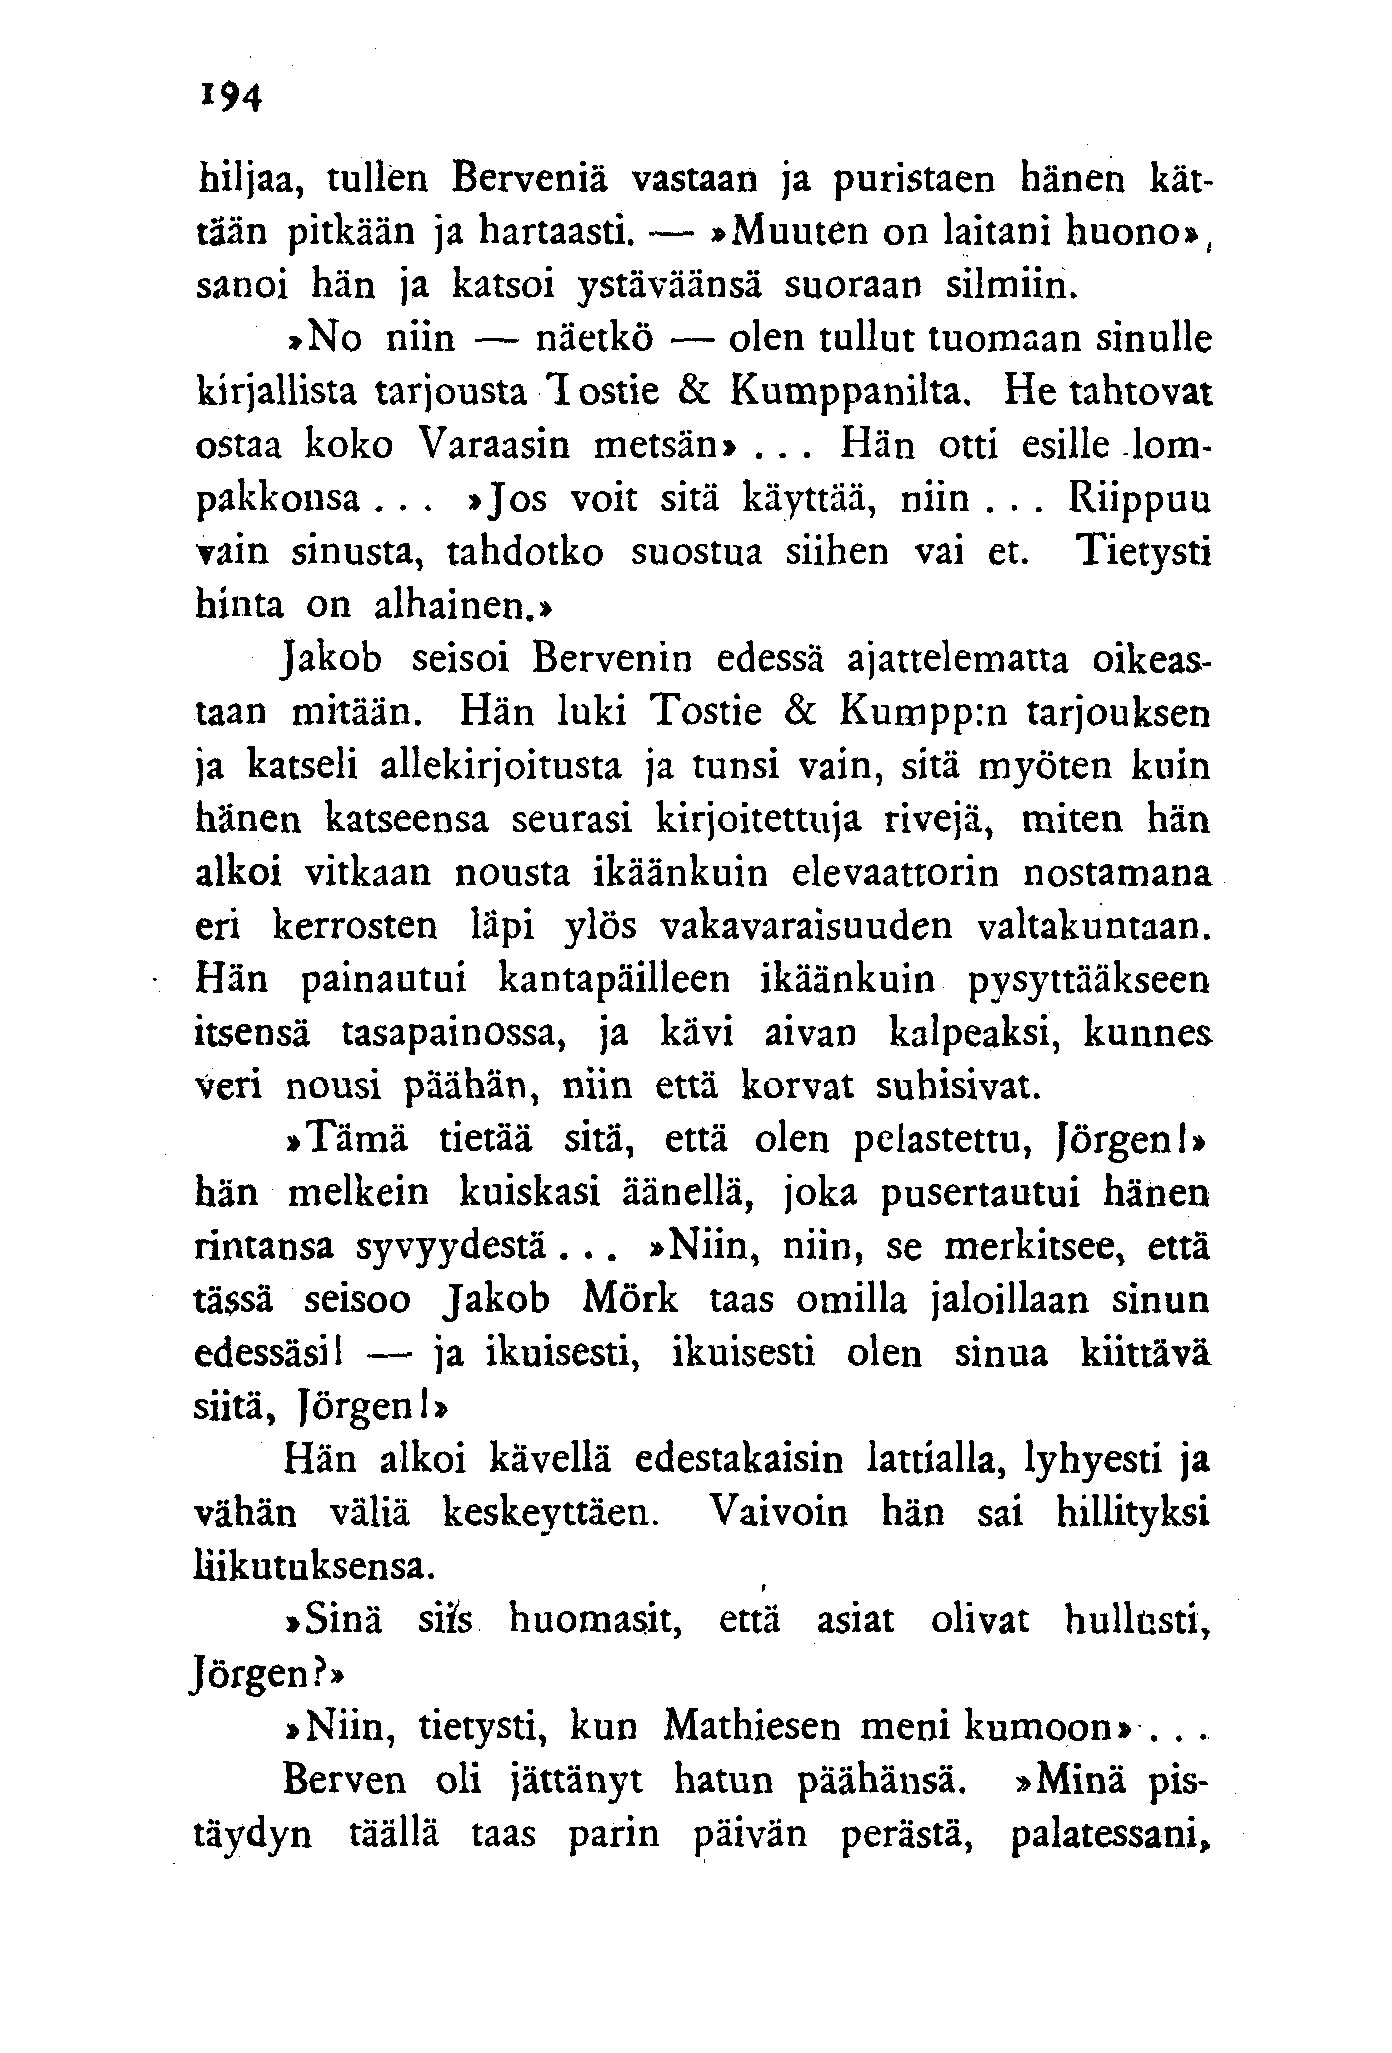 194
hiljaa, tullen Berveniä vastaan ja puristaen hänen kät-
tään pitkään ja hartaasti. — »Muuten on laitani huono»,
sanoi hän ja katsoi ystäväänsä suoraan silmiin.
»No niin — näetkö — olen tullut tuomaan sinulle
kirjallista tarjousta Tostie & Kumppanilta. He tahtovat
ostaa koko Varaasin metsän» . . . Hän otti esille lom-
pakkonsa . . . »Jos voit sitä käyttää, niin . . . Riippuu
vain sinusta, tahdotko suostua siihen vai et. Tietysti
hinta on alhainen.»
Jakob seisoi Bervenin edessä ajattelematta oikeas-
taan mitään. Hän luki Tostie & Kumpp:n tarjouksen
ja katseli allekirjoitusta ja tunsi vain, sitä myöten kuin
hänen katseensa seurasi kirjoitettuja rivejä, miten hän
alkoi vitkaan nousta ikäänkuin elevaattorin nostamana
eri kerrosten läpi ylös vakavaraisuuden valtakuntaan.
Hän painautui kantapäilleen ikäänkuin pysyttääkseen
itsensä tasapainossa, ja kävi aivan kalpeaksi, kunnes
veri nousi päähän, niin että korvat suhisivat.
»Tämä tietää sitä, että olen pelastettu, Jörgen!»
hän melkein kuiskasi äänellä, joka pusertautui hänen
rintansa syvyydestä . . . »Niin, niin, se merkitsee, että
tässä seisoo Jakob Mörk taas omilla jaloillaan sinun
edessäsi! — ja ikuisesti, ikuisesti olen sinua kiittävä
siitä, Jörgen!»
Hän alkoi kävellä edestakaisin lattialla, lyhyesti ja
vähän väliä keskeyttäen. Vaivoin hän sai hillityksi
liikutuksensa.
»Sinä siis huomasit, että asiat olivat hullusti,
Jörgen?»
»Niin, tietysti, kun Mathiesen meni kumoon» . . .
Berven oli jättänyt hatun päähänsä. »Minä pis-
täydyn täällä taas parin päivän perästä, palatessani,